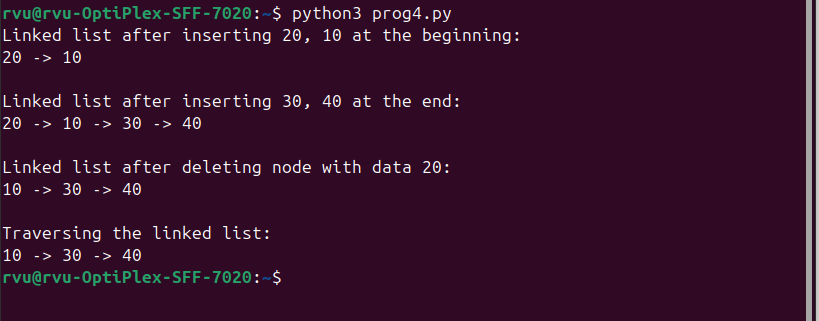 rvu@rvu-OptiPlex-SFF-7020:~$ python3 prog4.py
Linked list after inserting 20, 10 at the beginning:
20 -> 10
Linked list after inserting 30, 40 at the end:
20 -> 10 -> 30 -> 40
Linked list after deleting node with data 20:
10 -> 30 -> 40
Traversing the linked list:
10 -> 30 -> 40
rvu@rvu-OptiPlex-SFF-7020:~$